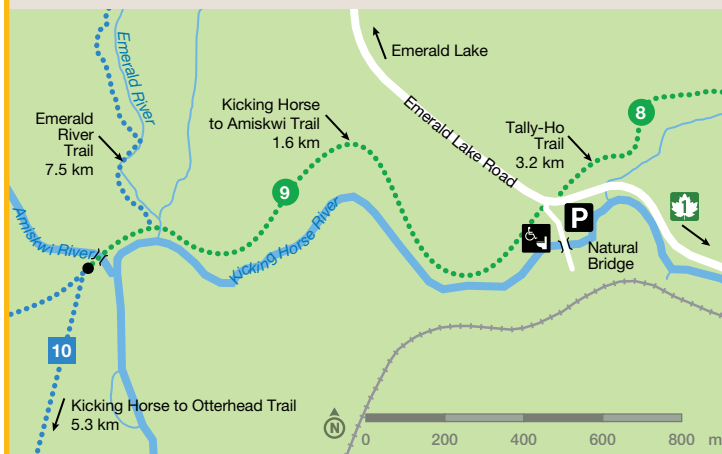 Emerald River
Emerald Lake
Kicking Horse
to Amiskwi Trail
1.6 km
Emerald Lake Road
8
Emerald
River
Trail
7.5 km
Tally-Ho
Trail
3.2 km
9
Amiskwi River
Kicking Horse River
P
Natural
Bridge
10
Kicking Horse to Otterhead Trail
5.3 km
N
0 200 400 600 800 m